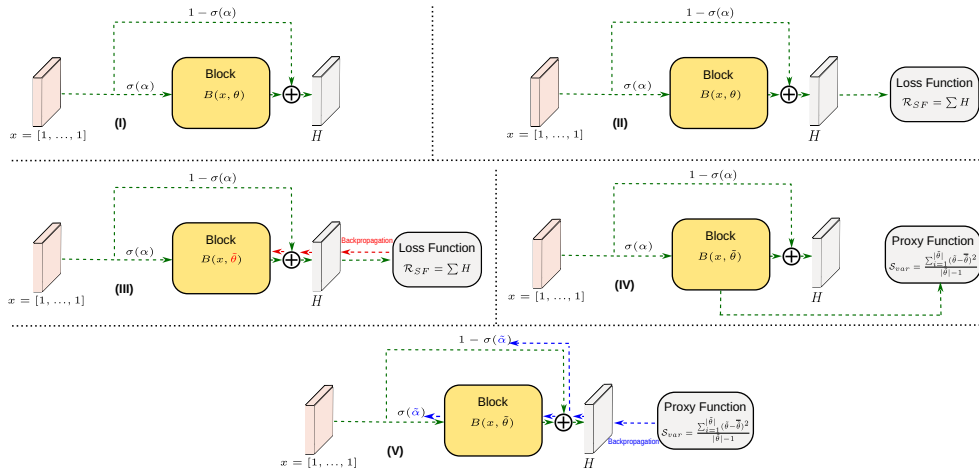 1 − σ(α)
σ(α)
Block
B(x, θ)
x = [1, ..., 1]
(I)
H
1 − σ(α)
σ(α)
Block
B(x, θ)
Loss Function
R_SF = ∑ H
x = [1, ..., 1]
(II)
H
1 − σ(α)
σ(α)
Block
B(x, θ̃)
Backpropagation
Loss Function
R_SF = ∑ H
x = [1, ..., 1]
(III)
H
1 − σ(α)
σ(α)
Block
B(x, θ̃)
Proxy Function
S_var = ∑_{i=1}^{|θ̃|} (θ̃ − \overline{θ̃})² / (|θ̃| − 1)
x = [1, ..., 1]
(IV)
H
1 − σ(α̃)
σ(α̃)
Block
B(x, θ̃)
Backpropagation
Proxy Function
S_var = ∑_{i=1}^{|θ̃|} (θ̃ − \overline{θ̃})² / (|θ̃| − 1)
x = [1, ..., 1]
(V)
H